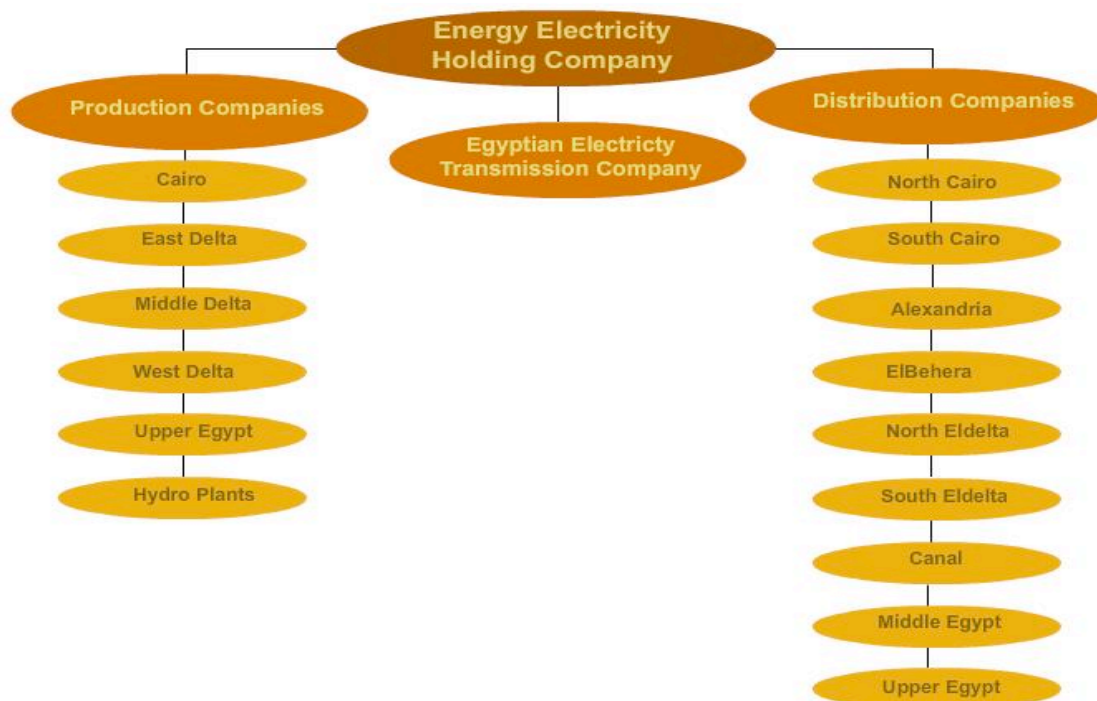 Energy Electricity
Holding Company
Production Companies
Cairo
East Delta
Middle Delta
West Delta
Upper Egypt
Hydro Plants
Egyptian Electricty
Transmission Company
Distribution Companies
North Cairo
South Cairo
Alexandria
ElBehera
North Eldelta
South Eldelta
Canal
Middle Egypt
Upper Egypt